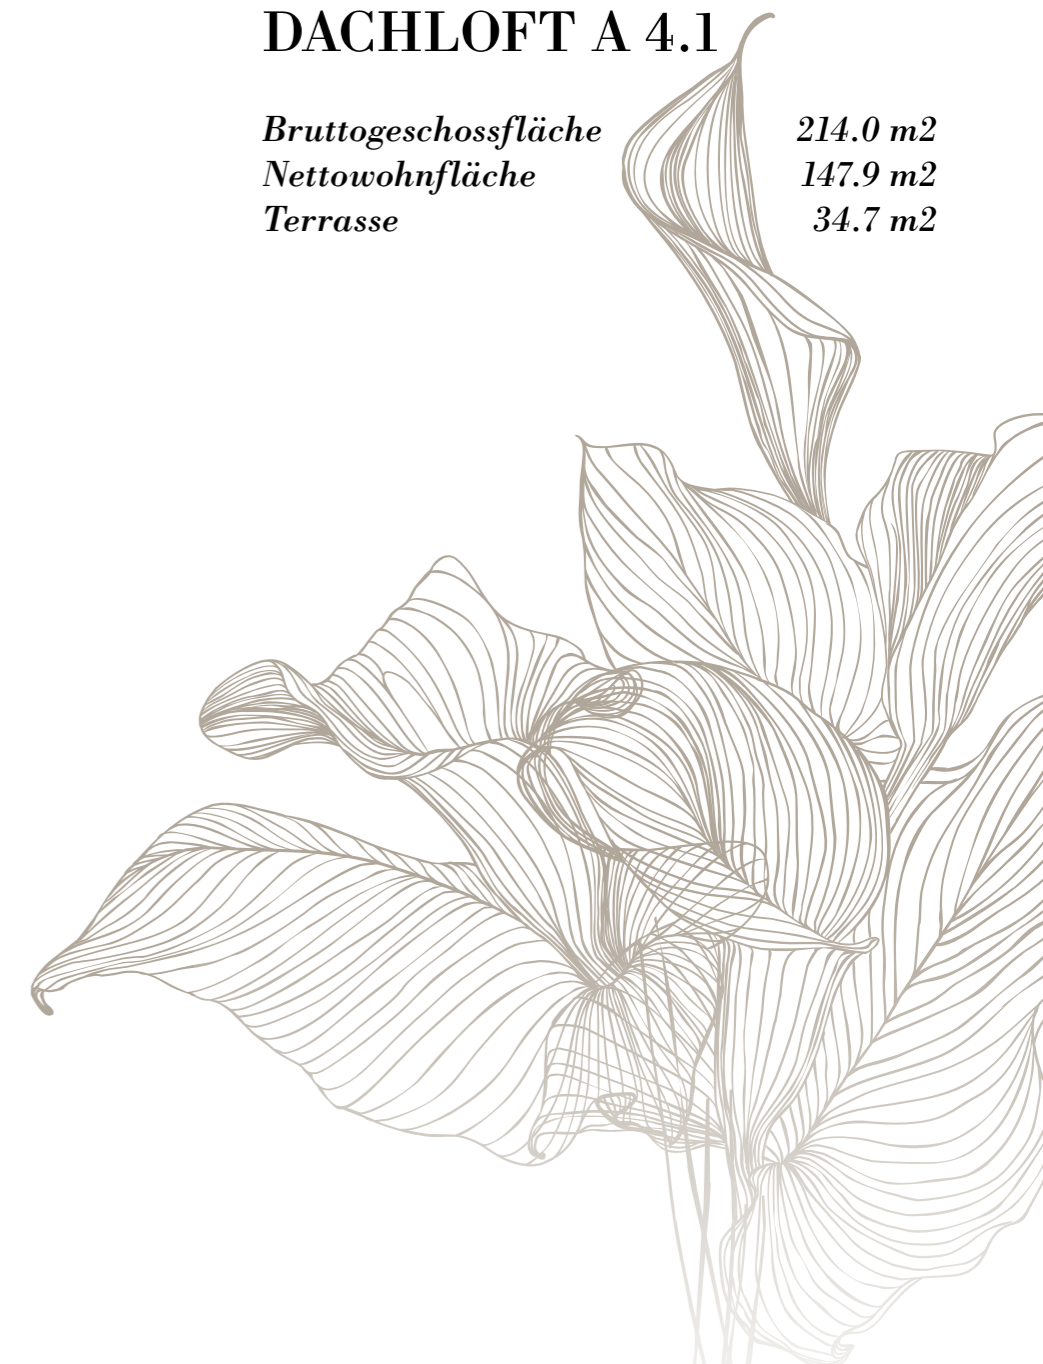 DACHLOFT A 4.1
Bruttogeschossfläche 214.0 m2
Nettowohnfläche 147.9 m2
Terrasse 34.7 m2